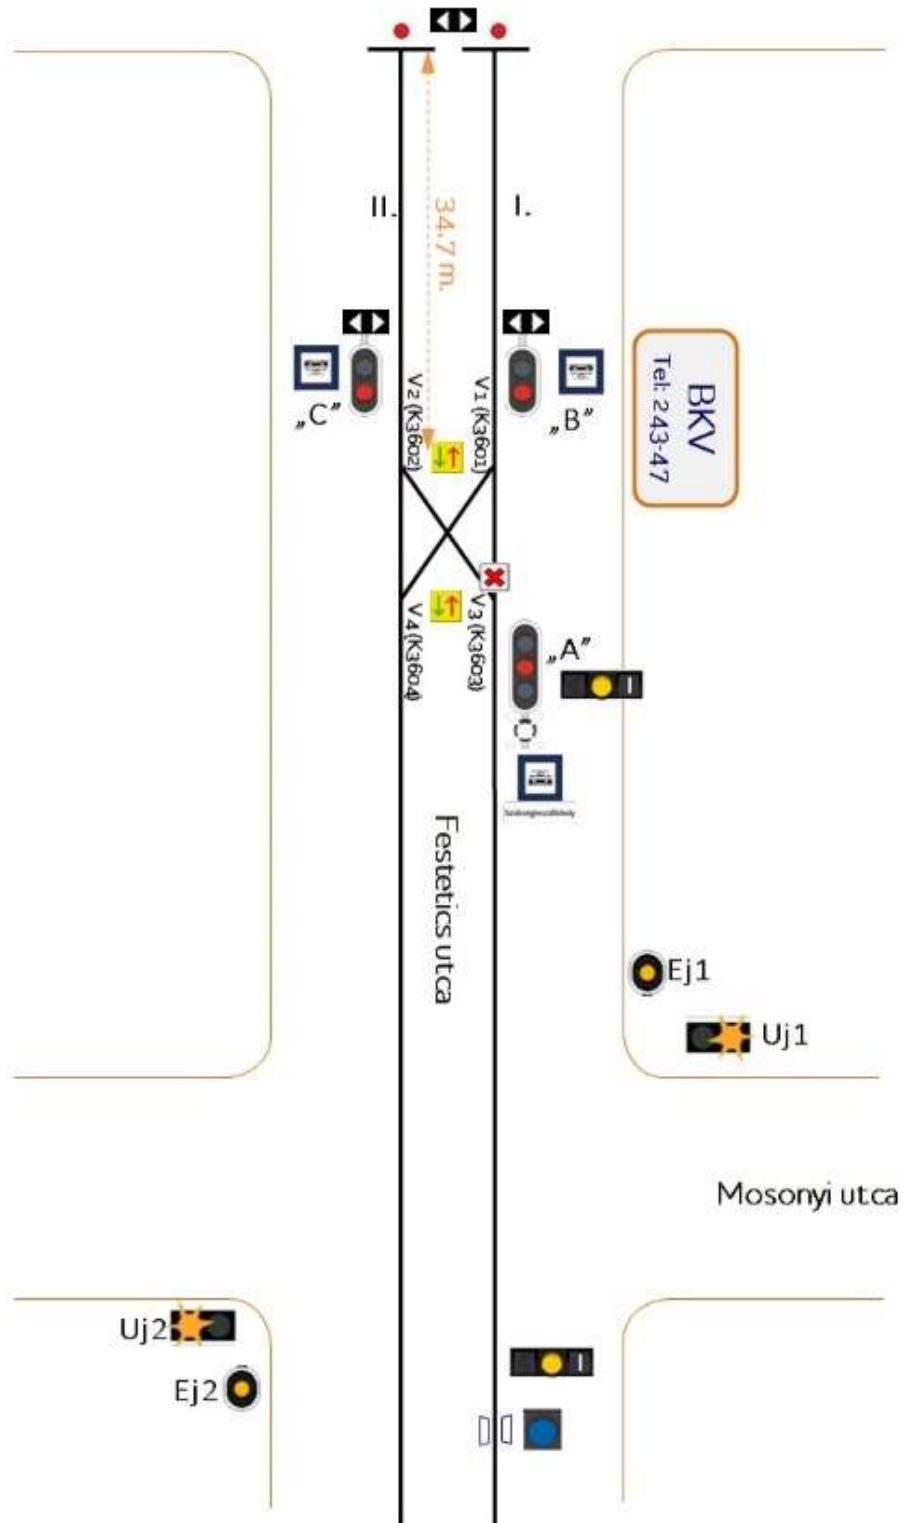 II.
I.
34.7 m.
„C”
„B”
V2 (K3602)
V1 (K3601)
BKV
Tel: 243-47
V4 (K3604)
V3 (K3603)
„A”
Festetics utca
Ej1
Uj1
Mosonyi utca
Uj2
Ej2